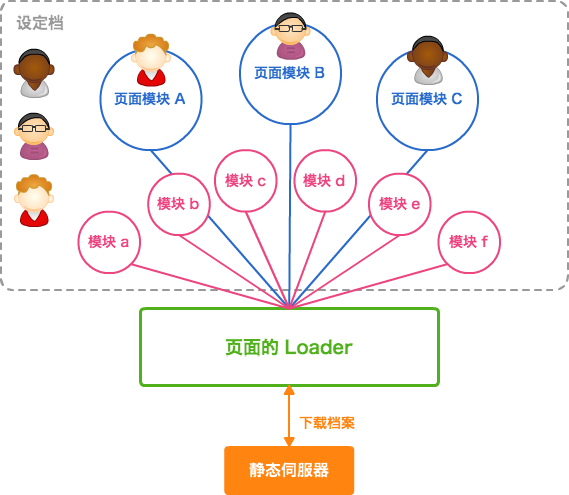 设定档
页面模块 A
页面模块 B
页面模块 C
模块 a
模块 b
模块 c
模块 d
模块 e
模块 f
页面的 Loader
下载档案
静态伺服器